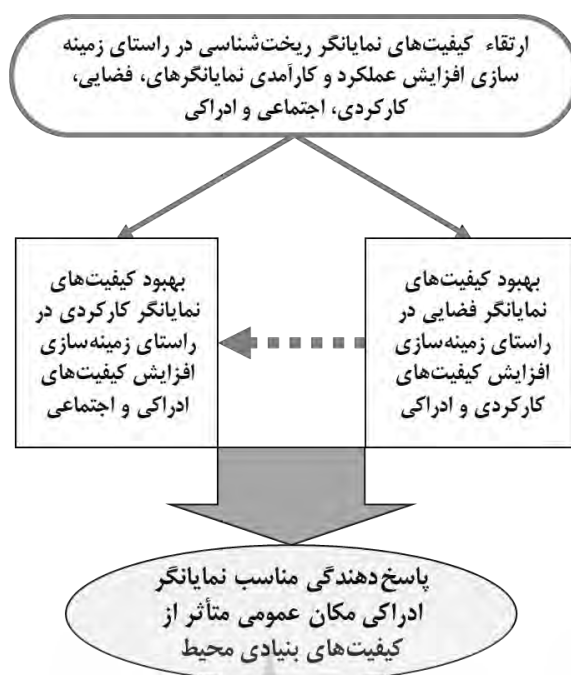 ارتقاء کیفیت‌های نمایانگر ریخت‌شناسی در راستای زمینه
سازی افزایش عملکرد و کارآمدی نمایانگرهای، فضایی،
کارکردی، اجتماعی و ادراکی
بهبود کیفیت‌های
نمایانگر فضایی در
راستای زمینه‌سازی
افزایش کیفیت‌های
کارکردی و ادراکی
بهبود کیفیت‌های
نمایانگر کارکردی در
راستای زمینه‌سازی
افزایش کیفیت‌های
ادراکی و اجتماعی
پاسخ‌دهندگی مناسب نمایانگر
ادراکی مکان عمومی متأثر از
کیفیت‌های بنیادی محیط